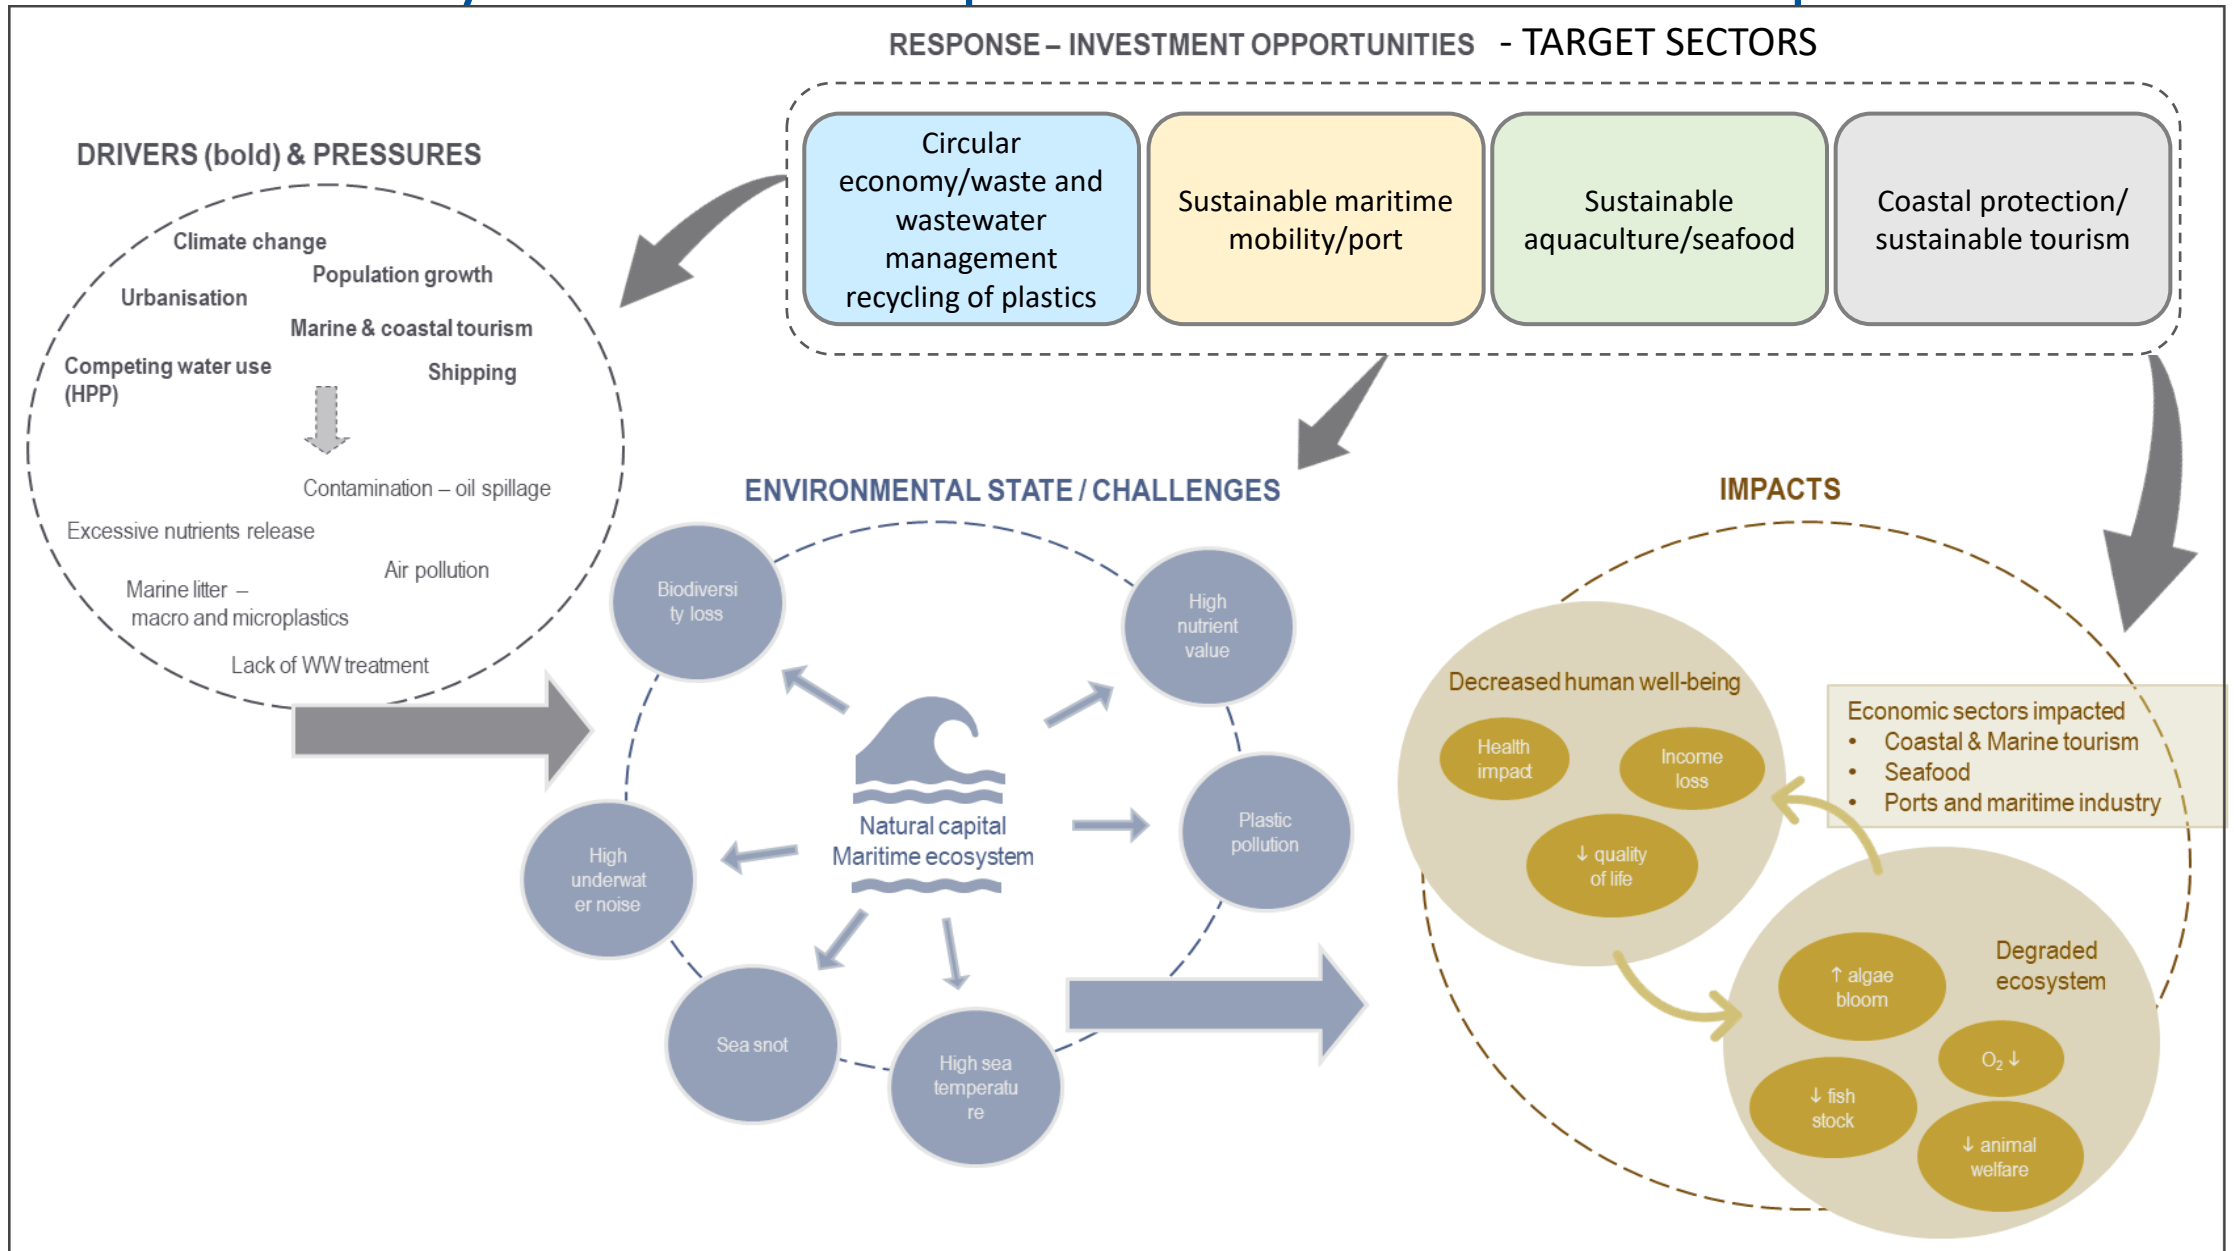 RESPONSE – INVESTMENT OPPORTUNITIES - TARGET SECTORS
Circular
economy/waste and
wastewater
management
recycling of plastics
Sustainable maritime
mobility/port
Sustainable
aquaculture/seafood
Coastal protection/
sustainable tourism
DRIVERS (bold) & PRESSURES
Climate change
Population growth
Urbanisation
Marine & coastal tourism
Competing water use
(HPP)
Shipping
Contamination – oil spillage
Excessive nutrients release
Air pollution
Marine litter –
macro and microplastics
Lack of WW treatment
ENVIRONMENTAL STATE / CHALLENGES
Biodiversi
ty loss
High
nutrient
value
Plastic
pollution
High sea
temperatu
re
Sea snot
High
underwat
er noise
Natural capital
Maritime ecosystem
IMPACTS
Decreased human well-being
Health
impact
Income
loss
↓ quality
of life
Economic sectors impacted
• Coastal & Marine tourism
• Seafood
• Ports and maritime industry
Degraded
ecosystem
↑ algae
bloom
O₂ ↓
↓ fish
stock
↓ animal
welfare